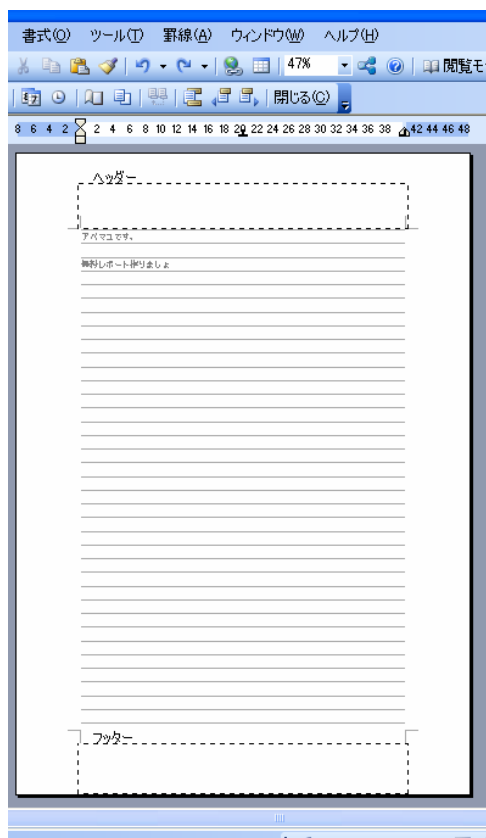 書式(O) ツール(T) 罫線(A) ウィンドウ(W) ヘルプ(H)
47% 閲覧モ
閉じる(C)
8 6 4 2 2 4 6 8 10 12 14 16 18 20 22 24 26 28 30 32 34 36 38 42 44 46 48
ヘッダー
アベマユです。
無料レポート作りましょ
フッター